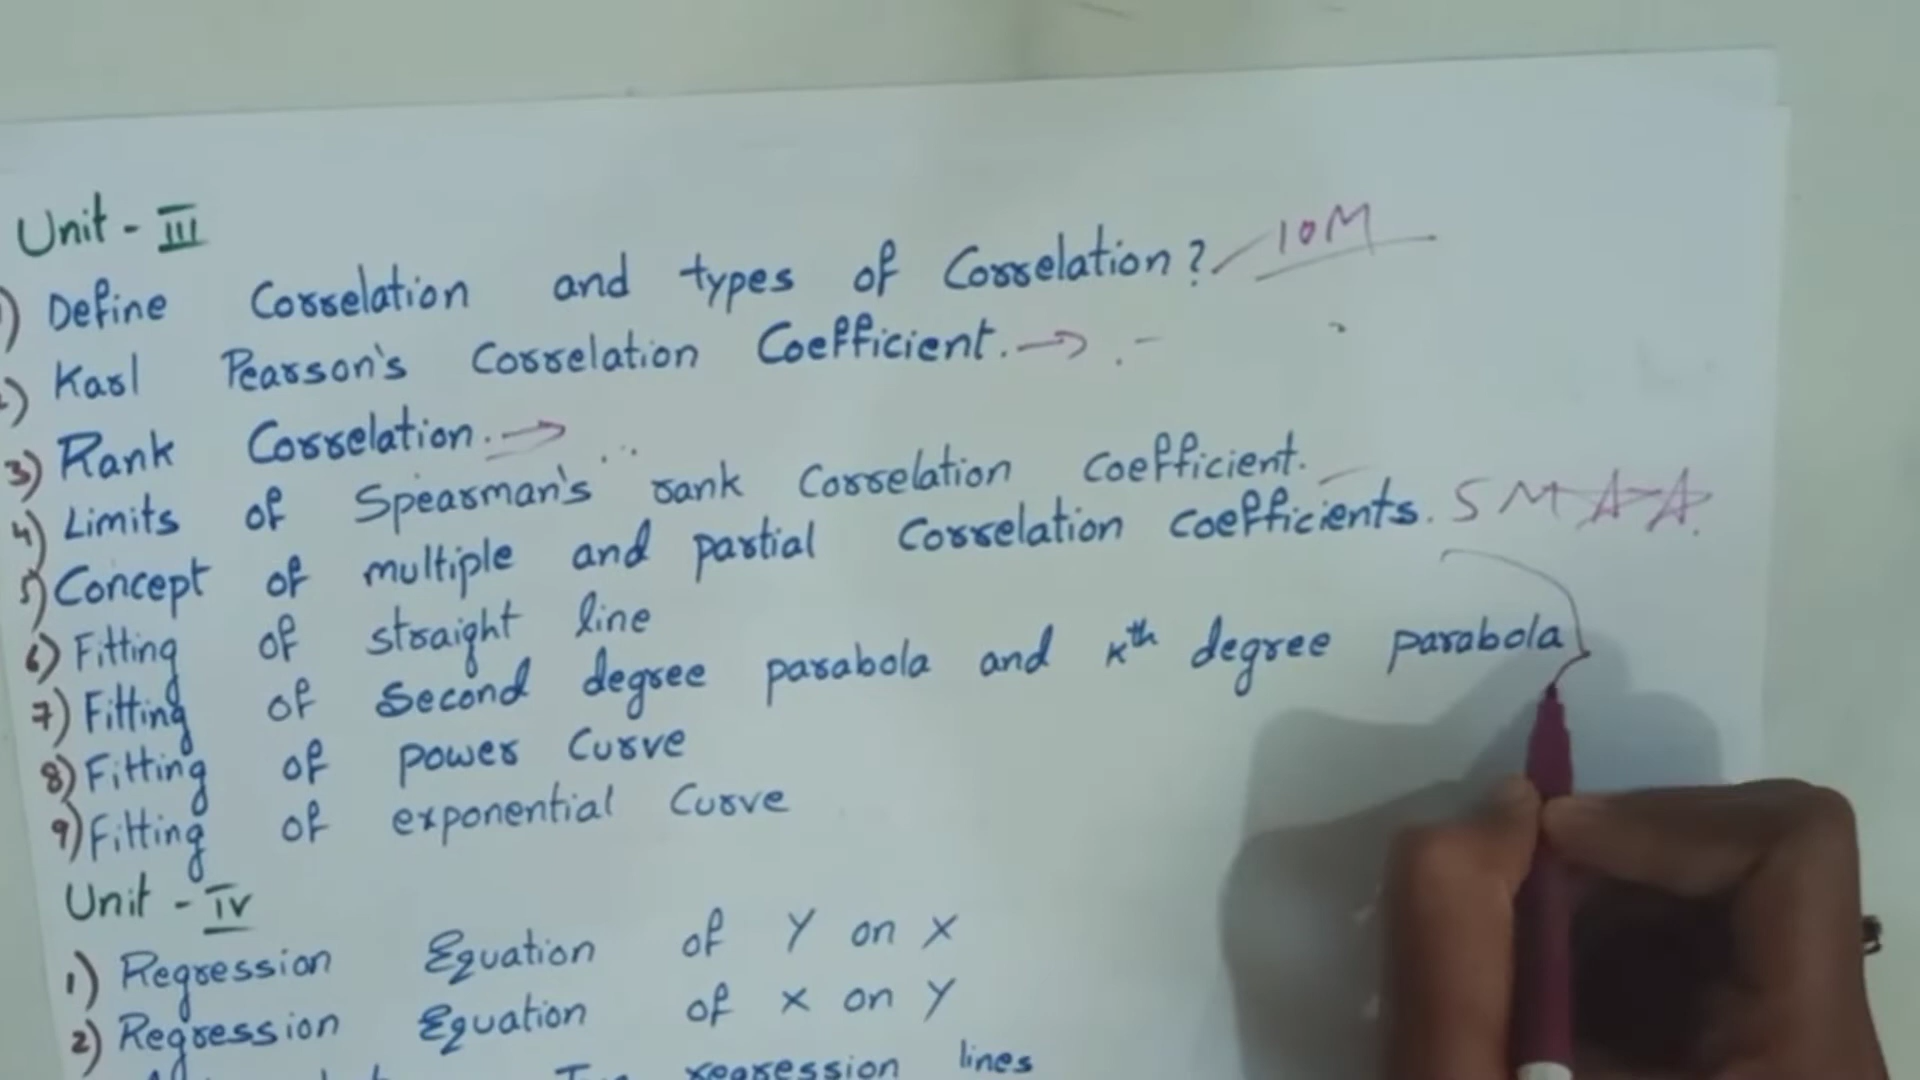 Unit - III
1) Define Correlation and types of Correlation? 10M
2) Karl Pearson's Correlation Coefficient. →
3) Rank Correlation. →
4) Limits of Spearman's rank Correlation Coefficient.
5) Concept of multiple and partial Correlation coefficients. 5M
6) Fitting of straight line
7) Fitting of Second degree parabola and Kth degree parabola
8) Fitting of power Curve
9) Fitting of exponential Curve
Unit - IV
1) Regression Equation of Y on X
2) Regression Equation of X on Y
regression lines